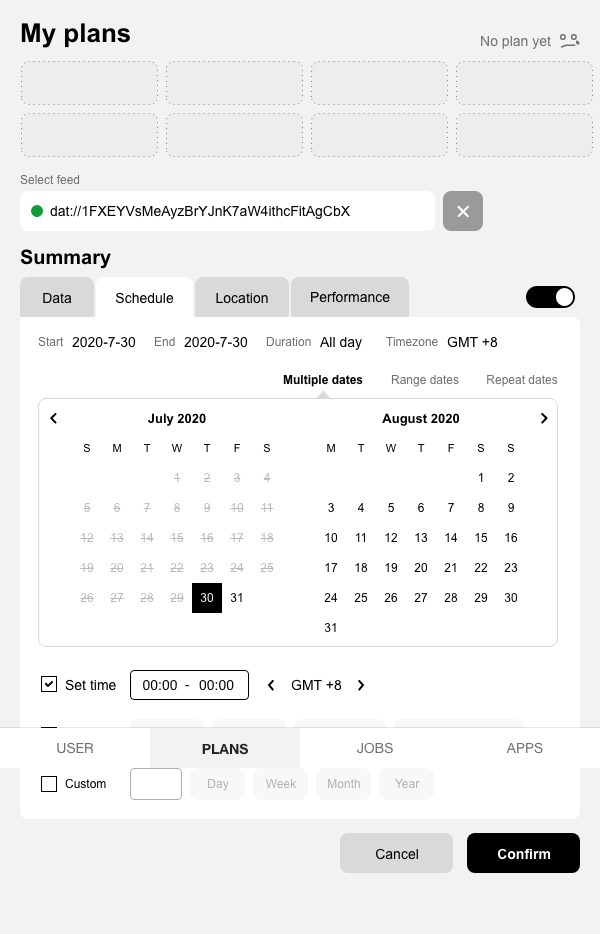 My plans
No plan yet
Select feed
dat://1FXEYVsMeAyzBrYJnK7aW4ithcFitAgCbX
Summary
Data Schedule Location Performance
Start 2020-7-30 End 2020-7-30 Duration All day Timezone GMT +8
Multiple dates Range dates Repeat dates
July 2020 August 2020
S M T W T F S M T W T F S S
1 2 3 4 1 2
5 6 7 8 9 10 11 3 4 5 6 7 8 9
12 13 14 15 16 17 18 10 11 12 13 14 15 16
19 20 21 22 23 24 25 17 18 19 20 21 22 23
26 27 28 29 30 31 24 25 26 27 28 29 30
31
Set time 00:00 - 00:00 GMT +8
USER PLANS JOBS APPS
Custom Day Week Month Year
Cancel Confirm